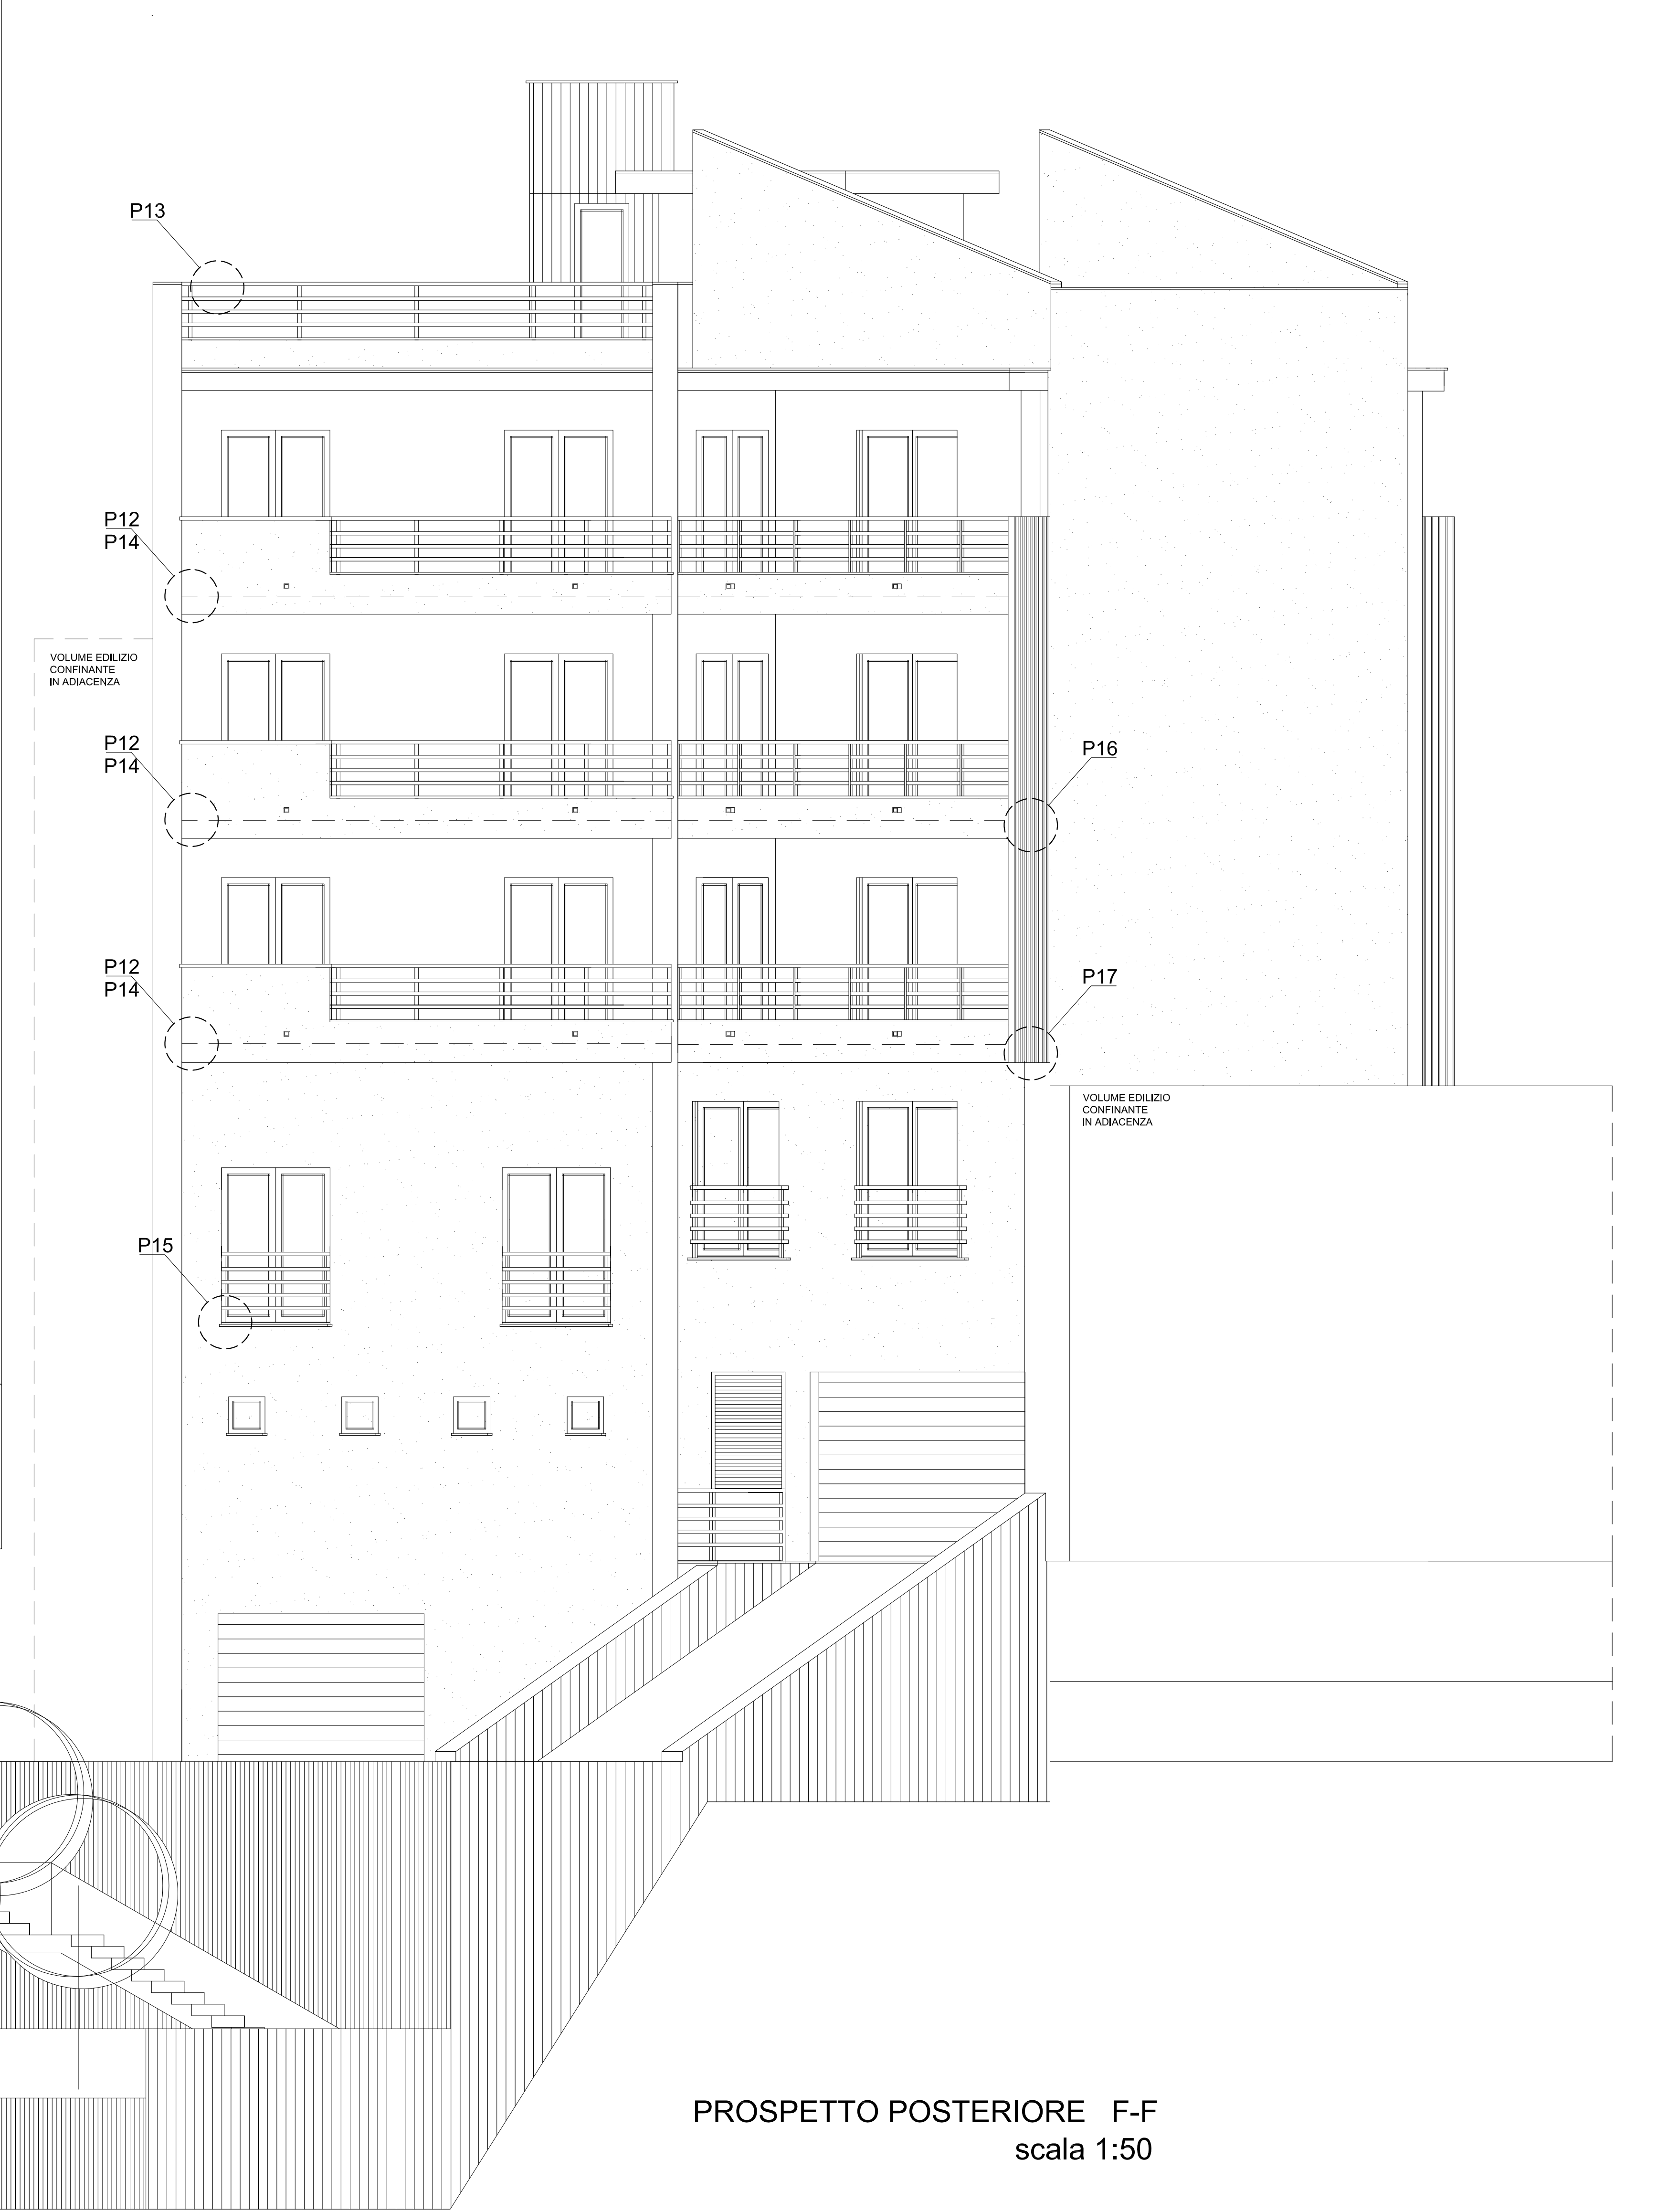 P13
P12
P14
VOLUME EDILIZIO
CONFINANTE
IN ADIACENZA
P12
P14
P16
P12
P14
P17
VOLUME EDILIZIO
CONFINANTE
IN ADIACENZA
P15
PROSPETTO POSTERIORE F-F
scala 1:50